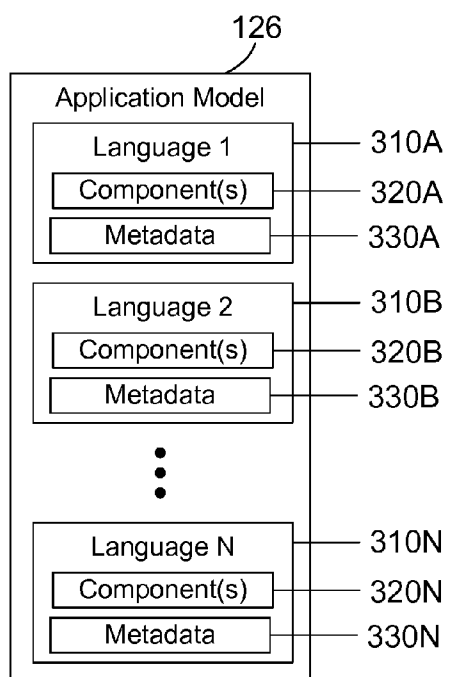 126
Application Model
Language 1 310A
Component(s) 320A
Metadata 330A
Language 2 310B
Component(s) 320B
Metadata 330B
Language N 310N
Component(s) 320N
Metadata 330N